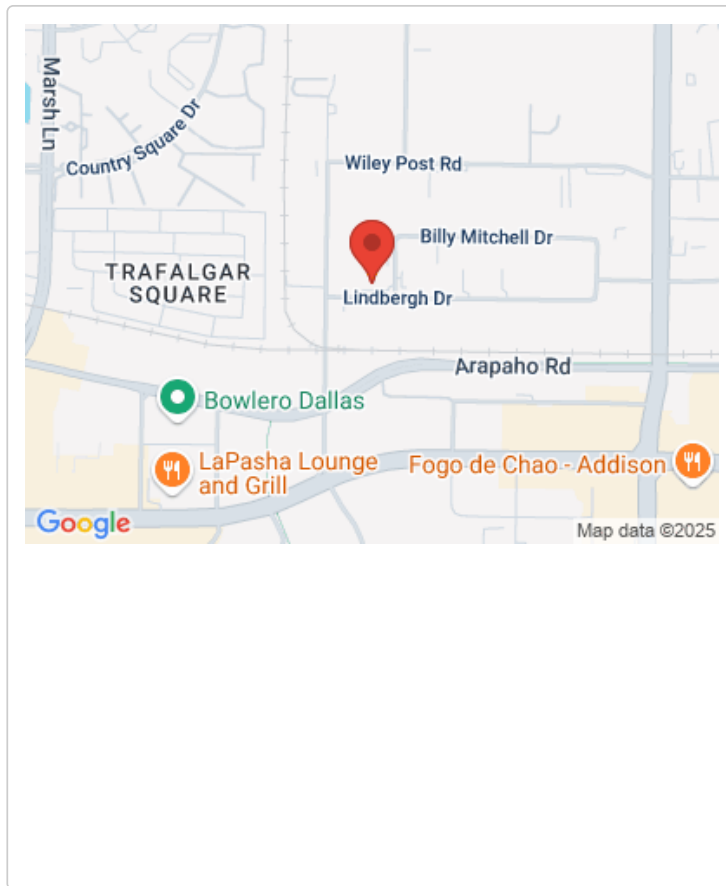 Marsh Ln
Country Square Dr
Wiley Post Rd
Billy Mitchell Dr
TRAFALGAR
SQUARE
Lindbergh Dr
Arapaho Rd
Bowlero Dallas
LaPasha Lounge
and Grill
Fogo de Chao - Addison
Google
Map data ©2025